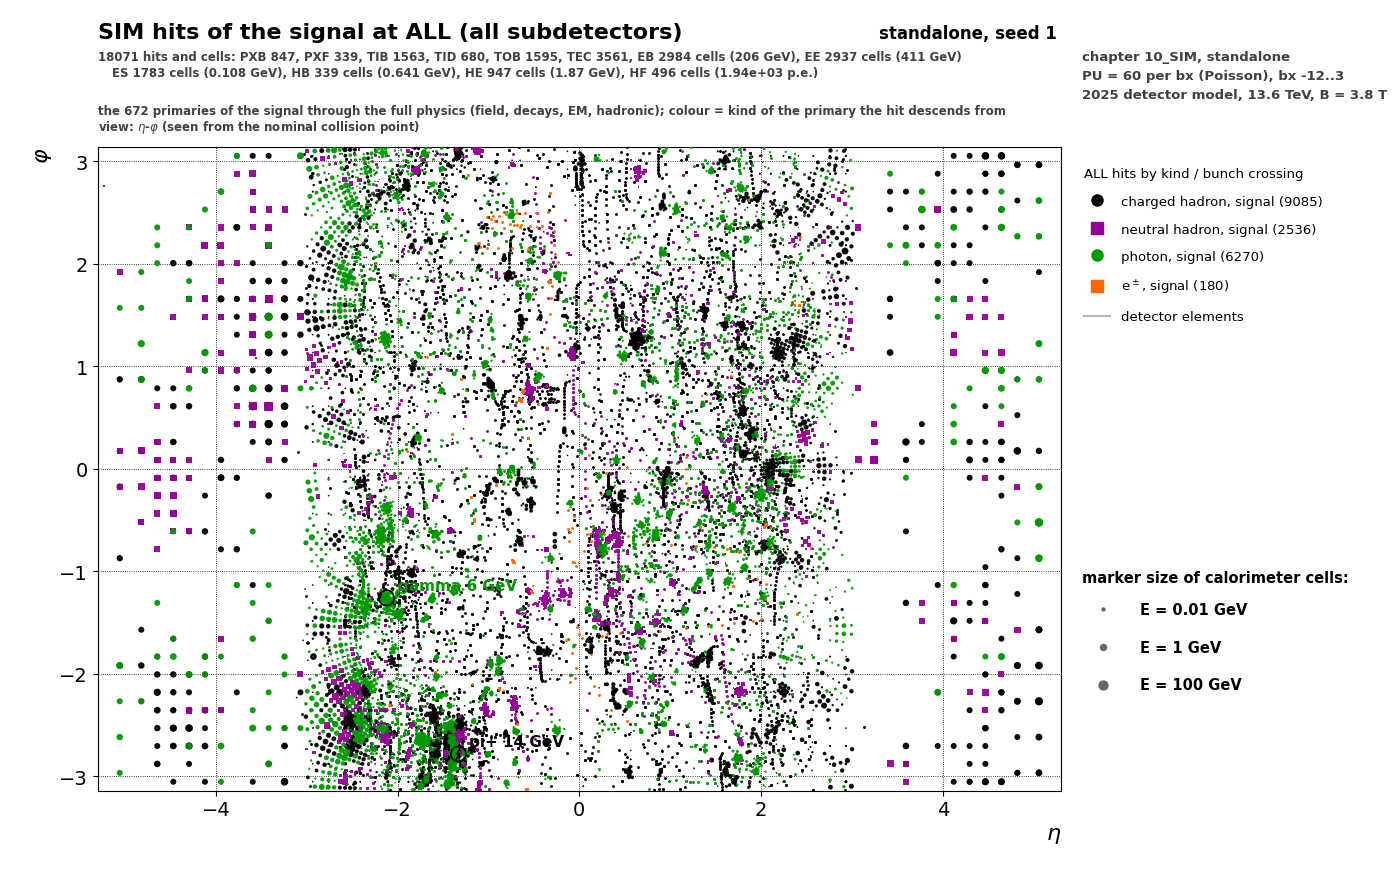 SIM hits of the signal at ALL (all subdetectors)
standalone, seed 1
18071 hits and cells: PXB 847, PXF 339, TIB 1563, TID 680, TOB 1595, TEC 3561, EB 2984 cells (206 GeV), EE 2937 cells (411 GeV)
ES 1783 cells (0.108 GeV), HB 339 cells (0.641 GeV), HE 947 cells (1.87 GeV), HF 496 cells (1.94e+03 p.e.)
chapter 10_SIM, standalone
PU = 60 per bx (Poisson), bx -12..3
2025 detector model, 13.6 TeV, B = 3.8 T
the 672 primaries of the signal through the full physics (field, decays, EM, hadronic); colour = kind of the primary the hit descends from
view: η-φ (seen from the nominal collision point)
φ
3
2
1
0
−1
−2
−3
−4
−2
0
2
4
η
gamma 6 GeV
14 GeV
ALL hits by kind / bunch crossing
charged hadron, signal (9085)
neutral hadron, signal (2536)
photon, signal (6270)
e±, signal (180)
detector elements
marker size of calorimeter cells:
E = 0.01 GeV
E = 1 GeV
E = 100 GeV